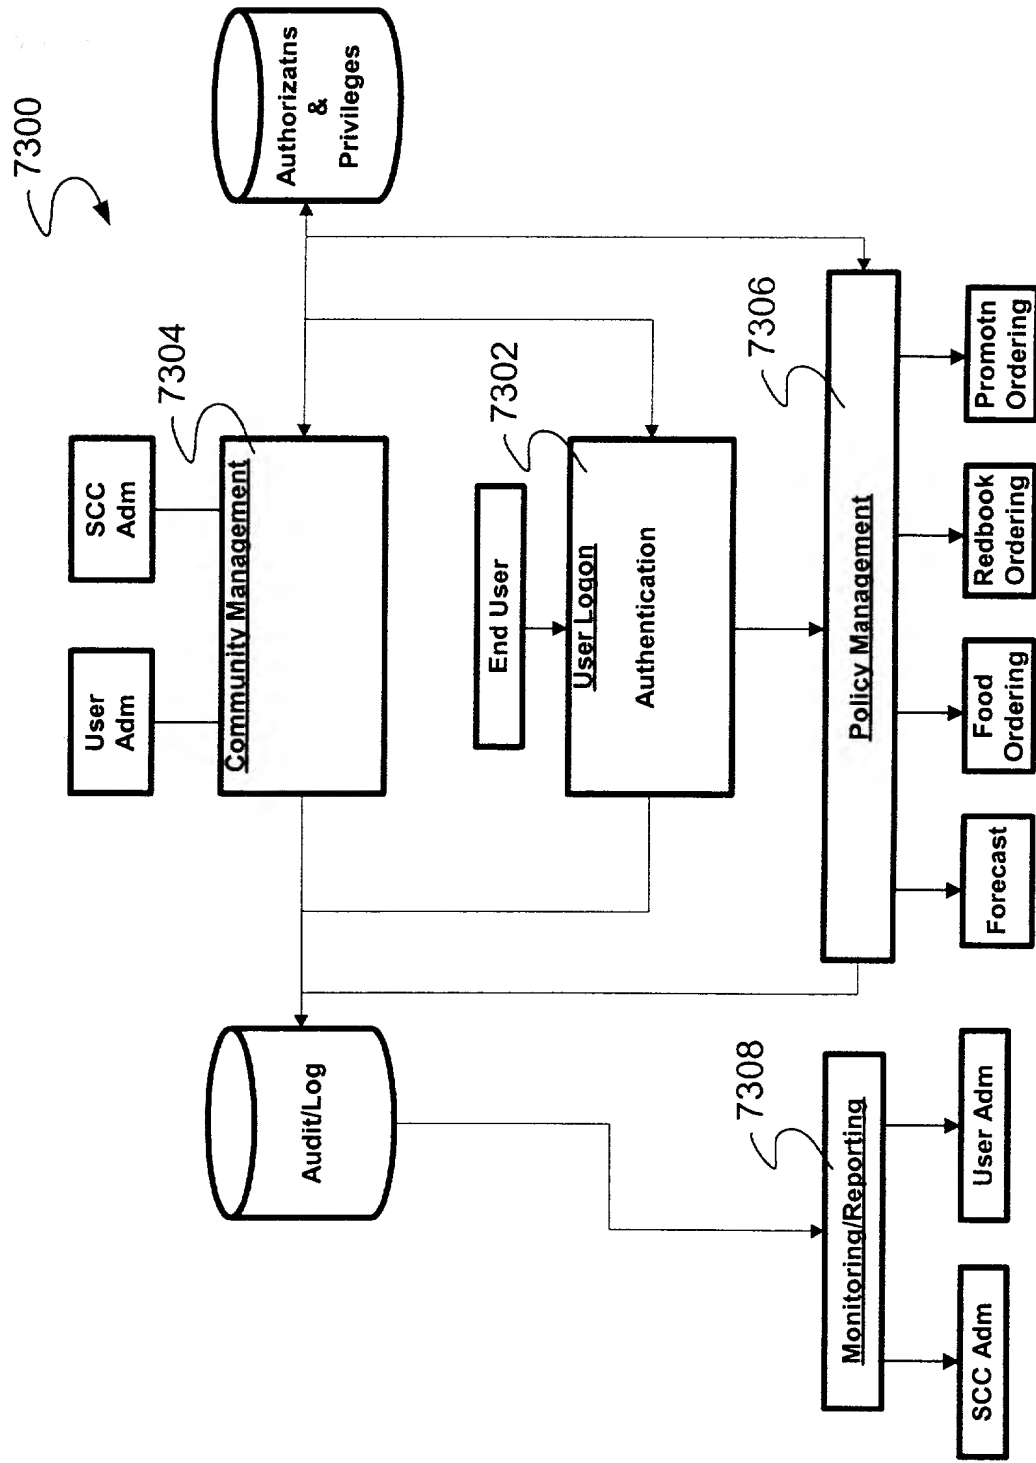 7300
User
Adm
SCC
Adm
7304
Community Management
Audit/Log
Authorizatns
&
Privileges
End User
7302
User Logon
Authentication
7308
Monitoring/Reporting
7306
Policy Management
SCC Adm
User Adm
Forecast
Food
Ordering
Redbook
Ordering
Promotn
Ordering